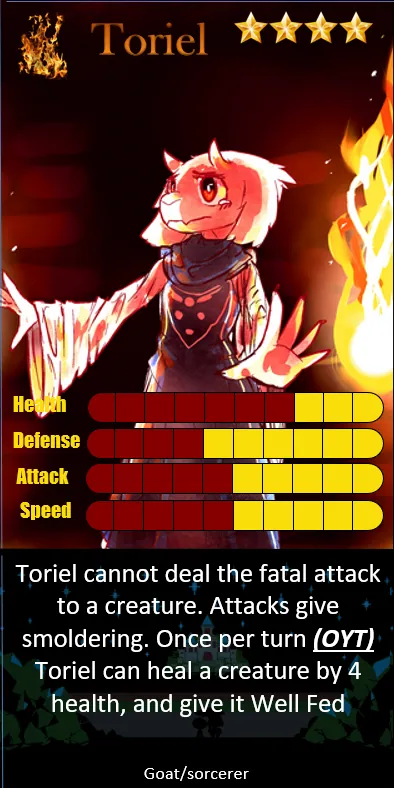 Toriel
Health
Defense
Attack
Speed
Toriel cannot deal the fatal attack
to a creature. Attacks give
smoldering. Once per turn (OYT)
Toriel can heal a creature by 4
health, and give it Well Fed
Goat/sorcerer